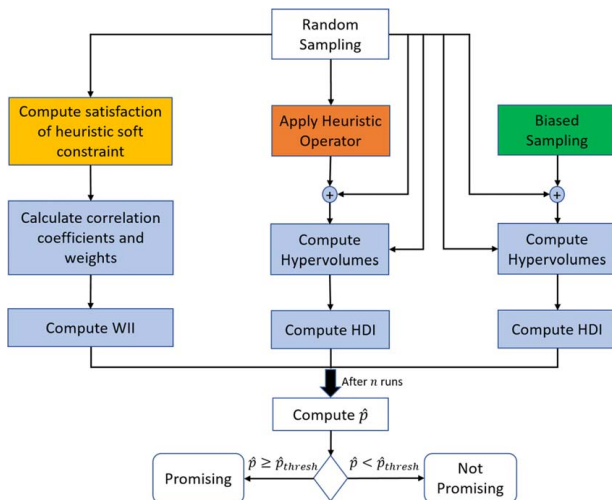 Random
Sampling
Compute satisfaction
of heuristic soft
constraint
Apply Heuristic
Operator
Biased
Sampling
+
+
Calculate correlation
coefficients and
weights
Compute
Hypervolumes
Compute
Hypervolumes
Compute WII
Compute HDI
Compute HDI
After n runs
Compute p̂
p̂ ≥ p̂thresh
p̂ < p̂thresh
Promising
Not
Promising